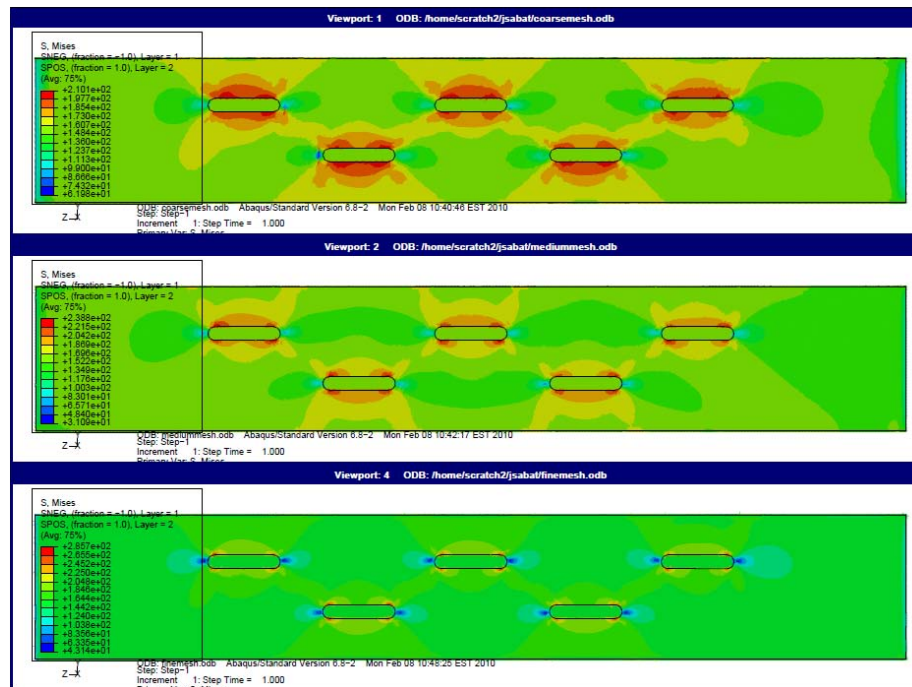 Viewport: 1 ODB: /home/scratch2/jsabat/coarsemesh.odb
S, Mises
SNEG, (fraction = -1.0), Layer = 1
SPOS, (fraction = 1.0), Layer = 2
(Avg: 75%)
+2.101e+02
+1.977e+02
+1.854e+02
+1.730e+02
+1.607e+02
+1.484e+02
+1.360e+02
+1.237e+02
+1.113e+02
+9.900e+01
+8.666e+01
+7.432e+01
+6.198e+01
ODB: coarsemesh.odb Abaqus/Standard Version 6.8-2 Mon Feb 08 10:40:46 EST 2010
Z X
Step: Step-1
Increment 1: Step Time = 1.000
Primary Var: S, Mises
Viewport: 2 ODB: /home/scratch2/jsabat/mediummesh.odb
S, Mises
SNEG, (fraction = -1.0), Layer = 1
SPOS, (fraction = 1.0), Layer = 2
(Avg: 75%)
+2.388e+02
+2.215e+02
+2.042e+02
+1.869e+02
+1.696e+02
+1.522e+02
+1.349e+02
+1.176e+02
+1.003e+02
+8.301e+01
+6.571e+01
+4.840e+01
+3.109e+01
ODB: mediummesh.odb Abaqus/Standard Version 6.8-2 Mon Feb 08 10:42:17 EST 2010
Z X
Step: Step-1
Increment 1: Step Time = 1.000
Primary Var: S, Mises
Viewport: 4 ODB: /home/scratch2/jsabat/finemesh.odb
S, Mises
SNEG, (fraction = -1.0), Layer = 1
SPOS, (fraction = 1.0), Layer = 2
(Avg: 75%)
+2.857e+02
+2.655e+02
+2.452e+02
+2.250e+02
+2.048e+02
+1.846e+02
+1.644e+02
+1.442e+02
+1.240e+02
+1.038e+02
+8.356e+01
+6.335e+01
+4.314e+01
ODB: finemesh.odb Abaqus/Standard Version 6.8-2 Mon Feb 08 10:48:25 EST 2010
Z X
Step: Step-1
Increment 1: Step Time = 1.000